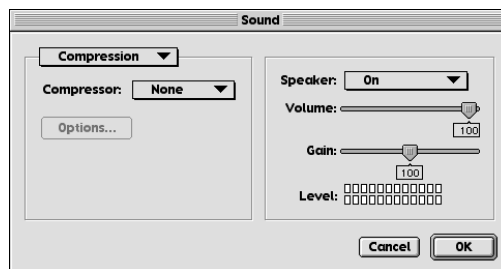 Sound
Compression
Compressor: None
Options...
Speaker: On
Volume:
100
Gain:
100
Level:
Cancel OK